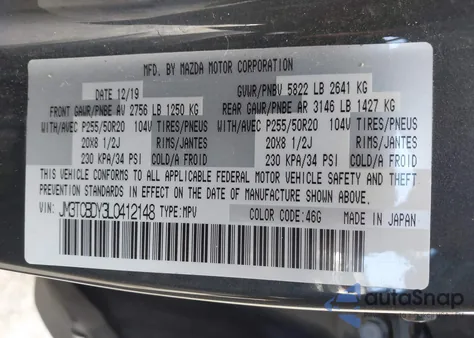 MFD. BY MAZDA MOTOR CORPORATION
DATE 12/19 GVWR/PNBV 5822 LB 2641 KG
FRONT GAWR/PNBE AV 2756 LB 1250 KG REAR GAWR/PNBE AR 3146 LB 1427 KG
WITH/AVEC P255/50R20 104V TIRES/PNEUS WITH/AVEC P255/50R20 104V TIRES/PNEUS
20X8 1/2J RIMS/JANTES 20X8 1/2J RIMS/JANTES
230 KPA/34 PSI 230 KPA/34 PSI
THIS VEHICLE CONFORMS TO ALL APPLICABLE FEDERAL MOTOR VEHICLE SAFETY AND THEFT
PREVENTION STANDARDS IN EFFECT ON THE DATE OF MANUFACTURE SHOWN ABOVE.
VIN: JM3TCBDY3L0412148 TYPE:MPV COLOR CODE:46G MADE IN JAPAN
autoSnap